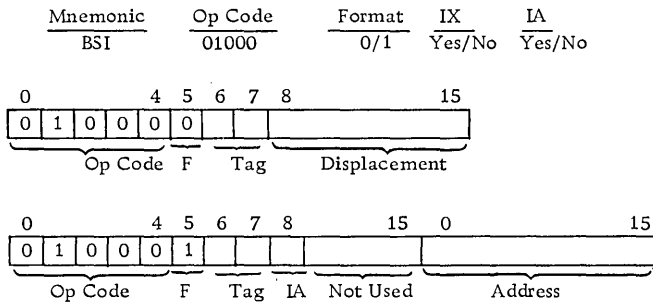 Mnemonic Op Code Format IX IA
BSI 01000 0/1 Yes/No Yes/No
0 4 5 6 7 8 15
0 1 0 0 0 0
Op Code F Tag Displacement
0 4 5 6 7 8 15 0 15
0 1 0 0 0 1
Op Code F Tag IA Not Used Address